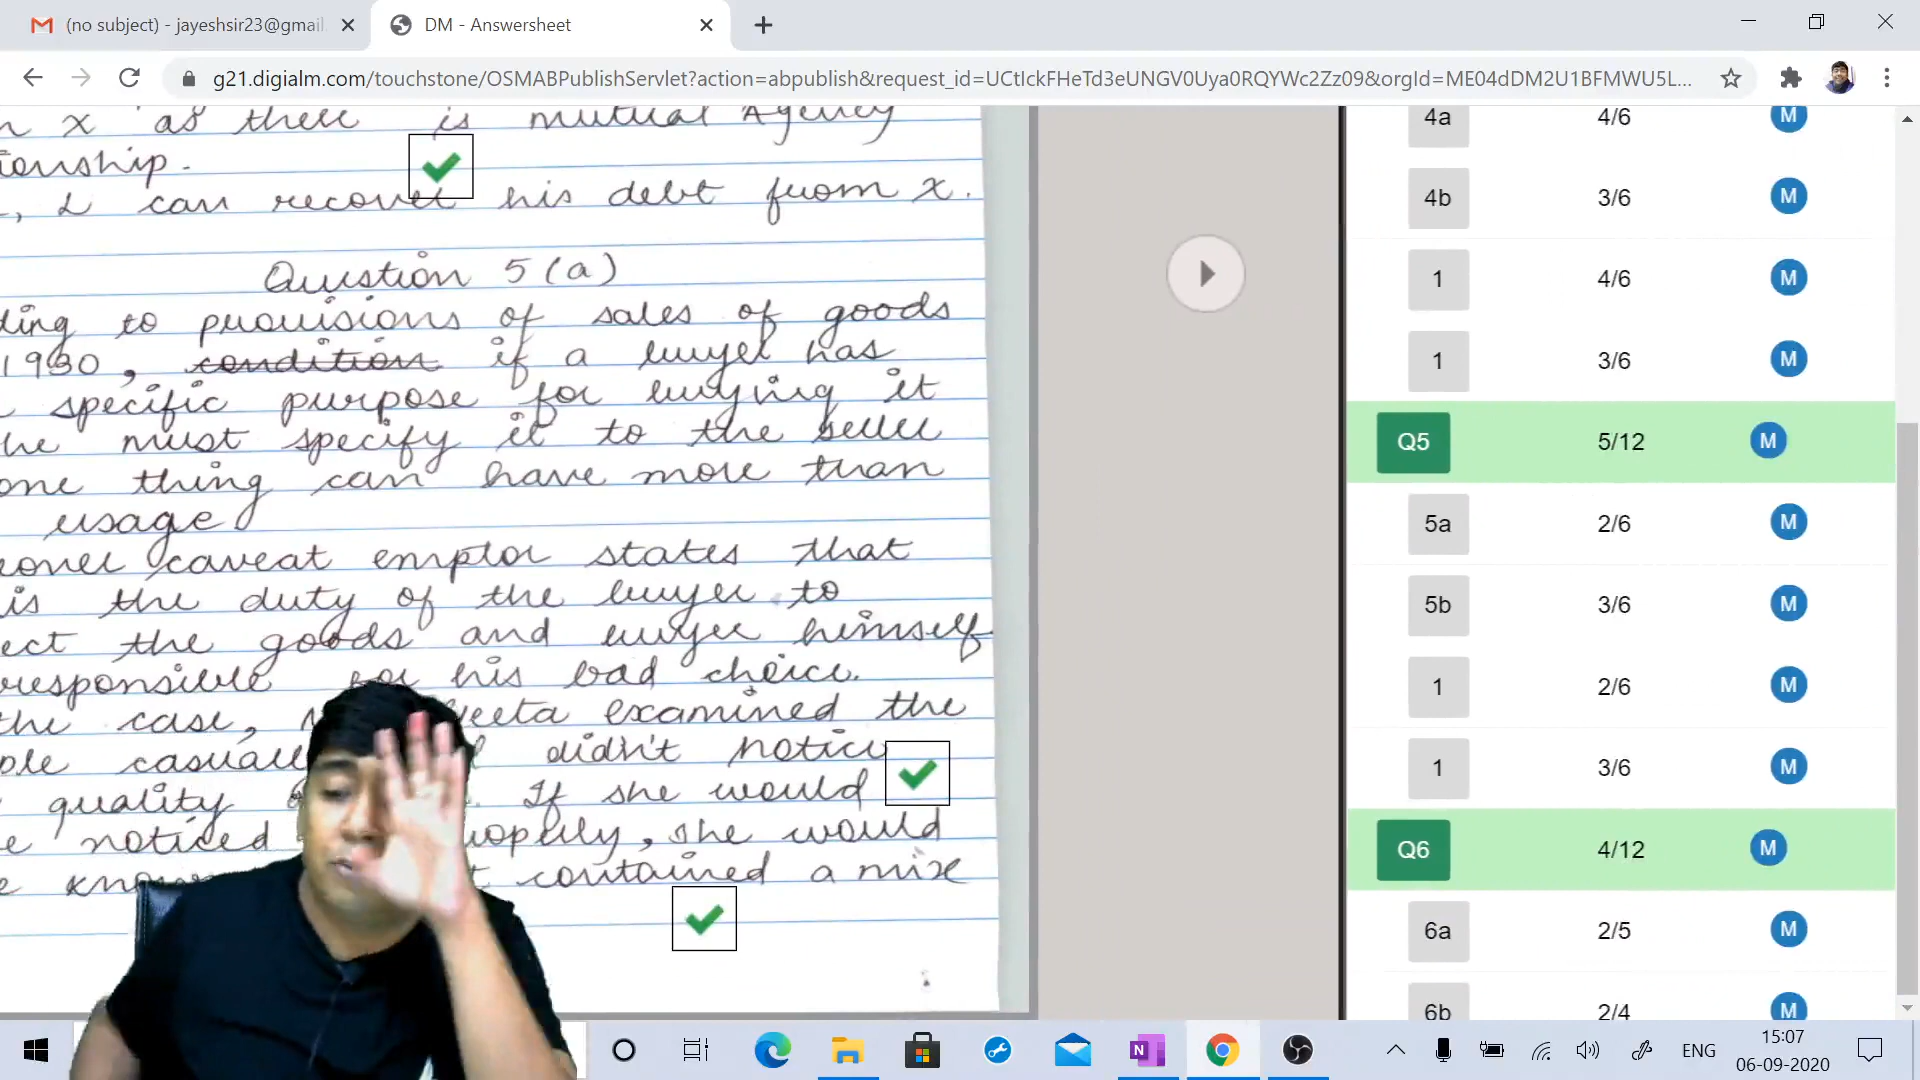 (no subject) - jayeshsir23@gmail.
DM - Answersheet
g21.digialm.com/touchstone/OSMABPublishServlet?action=abpublish&request_id=UCtIckFHeTd3eUNGV0Uya0RQYWc2Zz09&orgId=ME04dDM2U1BFMWU5L...
x as there is mutual Agency
tionship.
, L can recover his debt from x.
Question 5 (a)
ding to provisions of sales of goods
1930, condition if a buyer has
specific purpose for buying it
he must specify it to the seller
one thing can have more than
usage
caveat emptor states that
is the duty of the buyer to
ect the goods and buyer himself
responsible for his bad choice.
the case, eeta examined the
ple didn't notice
quality If she would
e noticed she would
contained a mix
4a 4/6 M
4b 3/6 M
1 4/6 M
1 3/6 M
Q5 5/12 M
5a 2/6 M
5b 3/6 M
1 2/6 M
1 3/6 M
Q6 4/12 M
6a 2/5 M
6b 2/4 M
N
ENG
15:07
06-09-2020